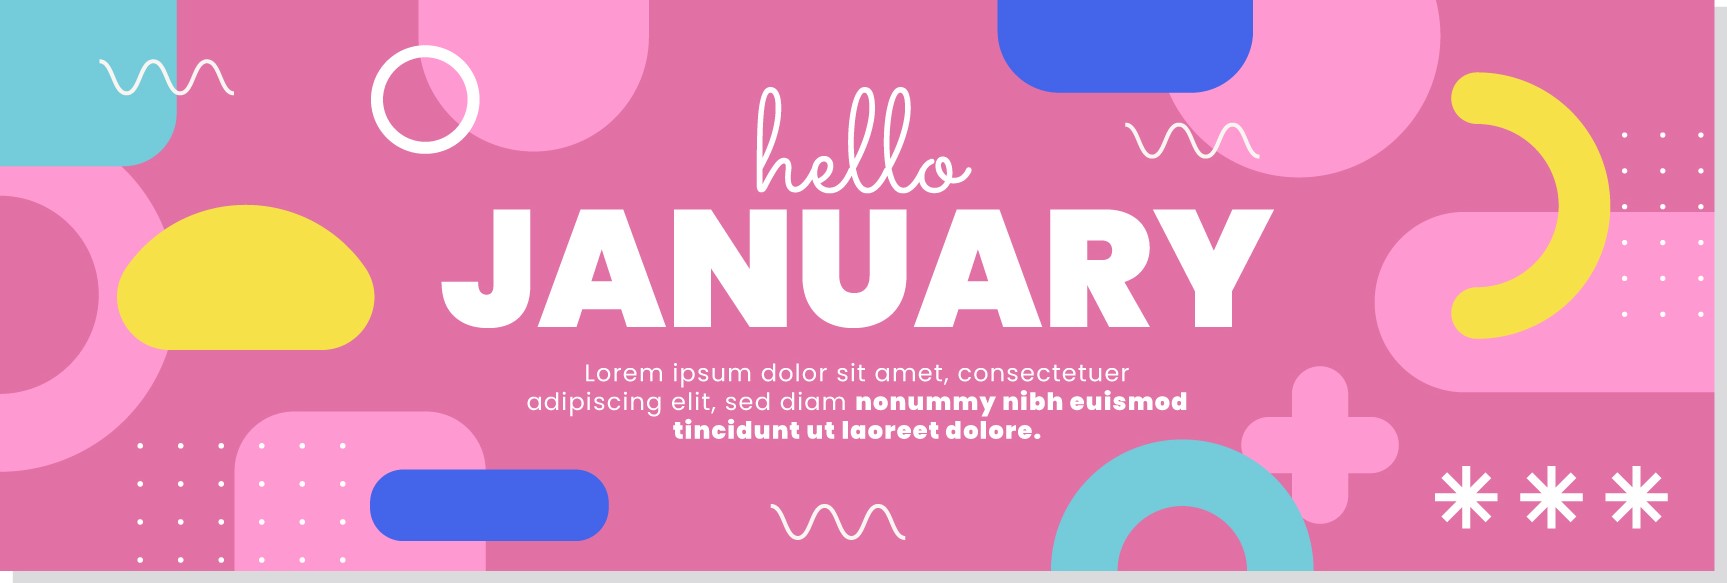 hello
JANUARY
Lorem ipsum dolor sit amet, consectetuer
adipiscing elit, sed diam nonummy nibh euismod
tincidunt ut laoreet dolore.